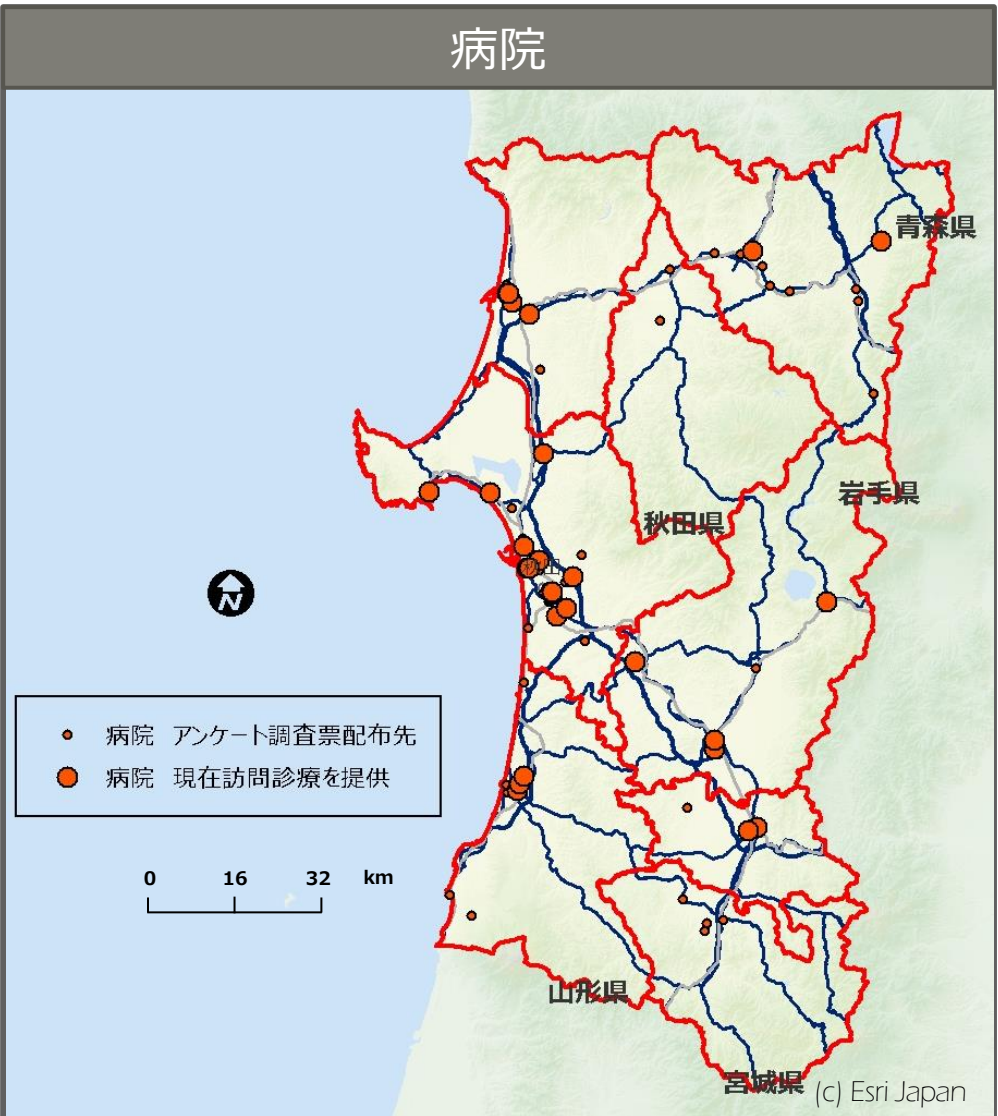 病院
青森県
岩手県
秋田県
N
病院 アンケート調査票配布先
病院 現在訪問診療を提供
0 16 32 km
山形県
宮城県
(c) Esri Japan